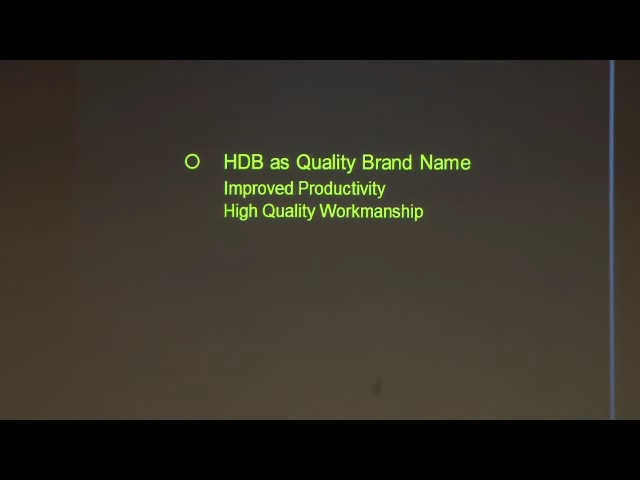 O HDB as Quality Brand Name
Improved Productivity
High Quality Workmanship